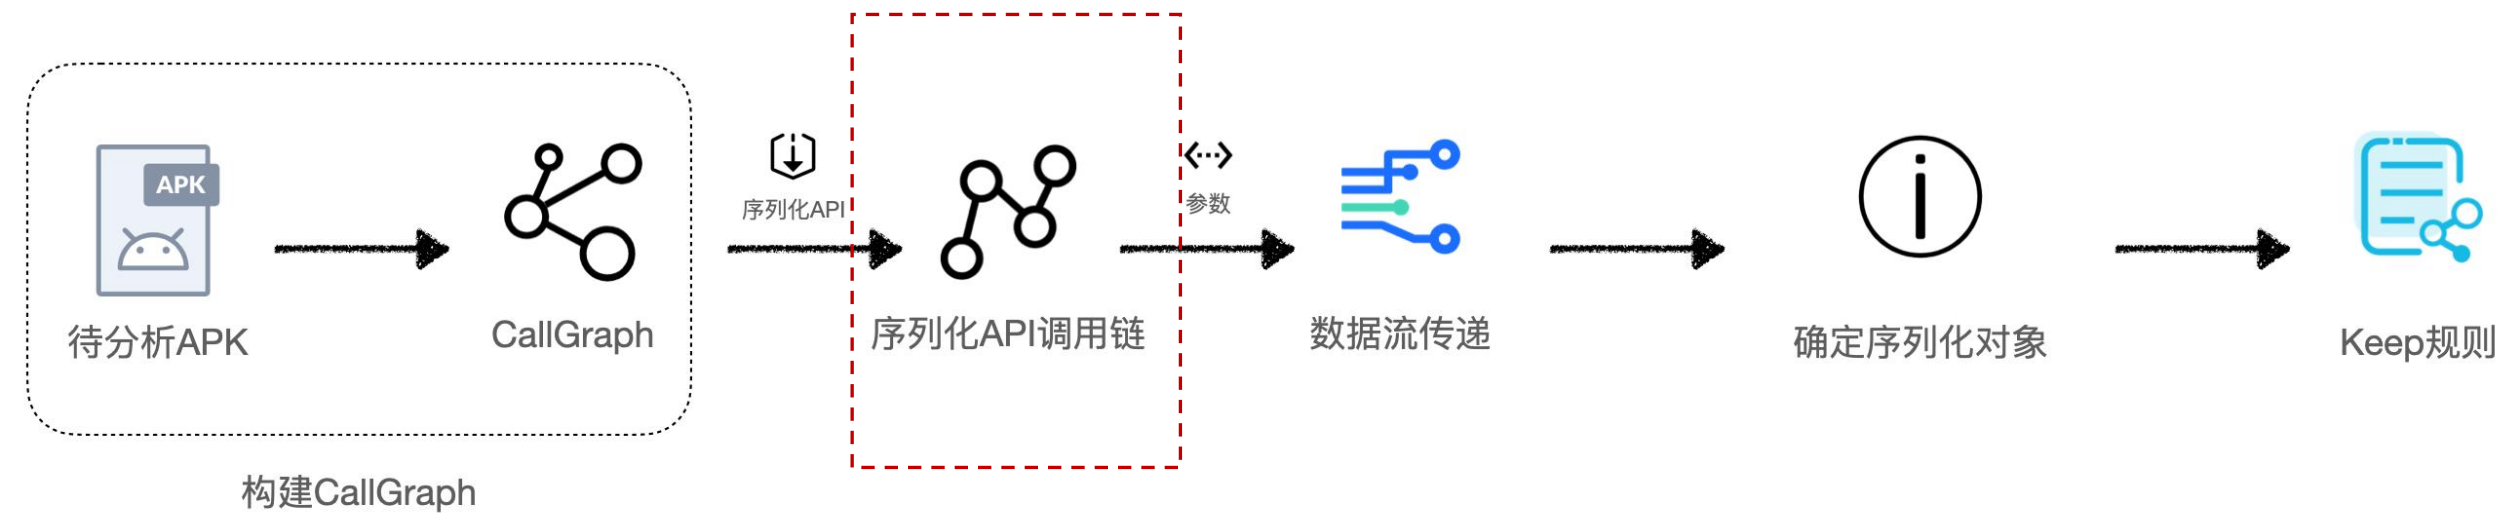 APK
待分析APK
CallGraph
构建CallGraph
序列化API
序列化API调用链
参数
数据流传递
确定序列化对象
Keep规则